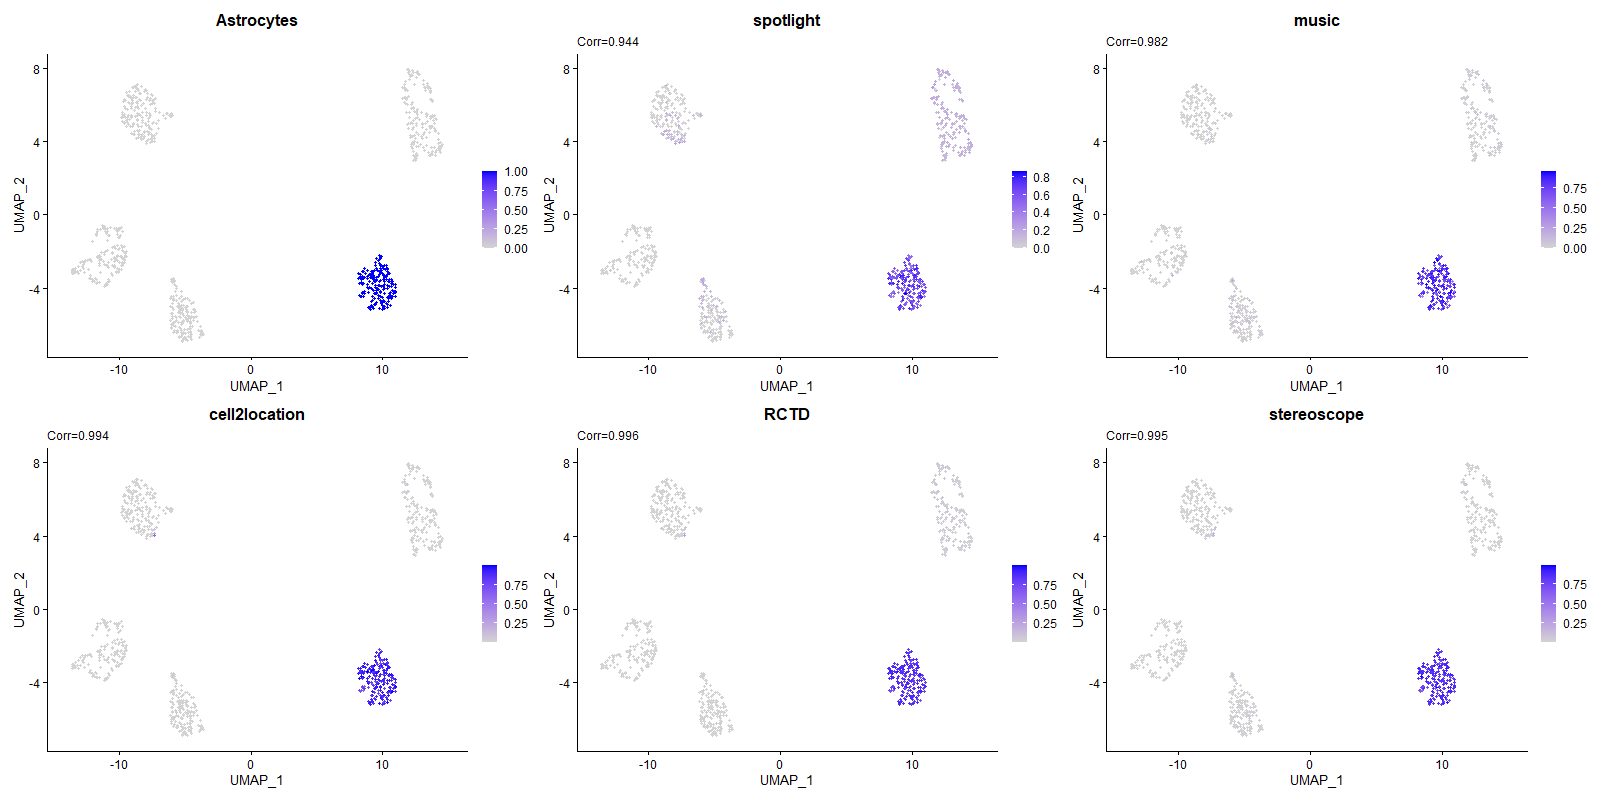 Astrocytes
8
4
0
-4
-10
0
10
UMAP_1
UMAP_2
1.00
0.75
0.50
0.25
0.00
spotlight
Corr=0.944
8
4
0
-4
-10
0
10
UMAP_1
UMAP_2
0.8
0.6
0.4
0.2
0.0
music
Corr=0.982
8
4
0
-4
-10
0
10
UMAP_1
UMAP_2
0.75
0.50
0.25
0.00
cell2location
Corr=0.994
8
4
0
-4
-10
0
10
UMAP_1
UMAP_2
0.75
0.50
0.25
RCTD
Corr=0.996
8
4
0
-4
-10
0
10
UMAP_1
UMAP_2
0.75
0.50
0.25
stereoscope
Corr=0.995
8
4
0
-4
-10
0
10
UMAP_1
UMAP_2
0.75
0.50
0.25